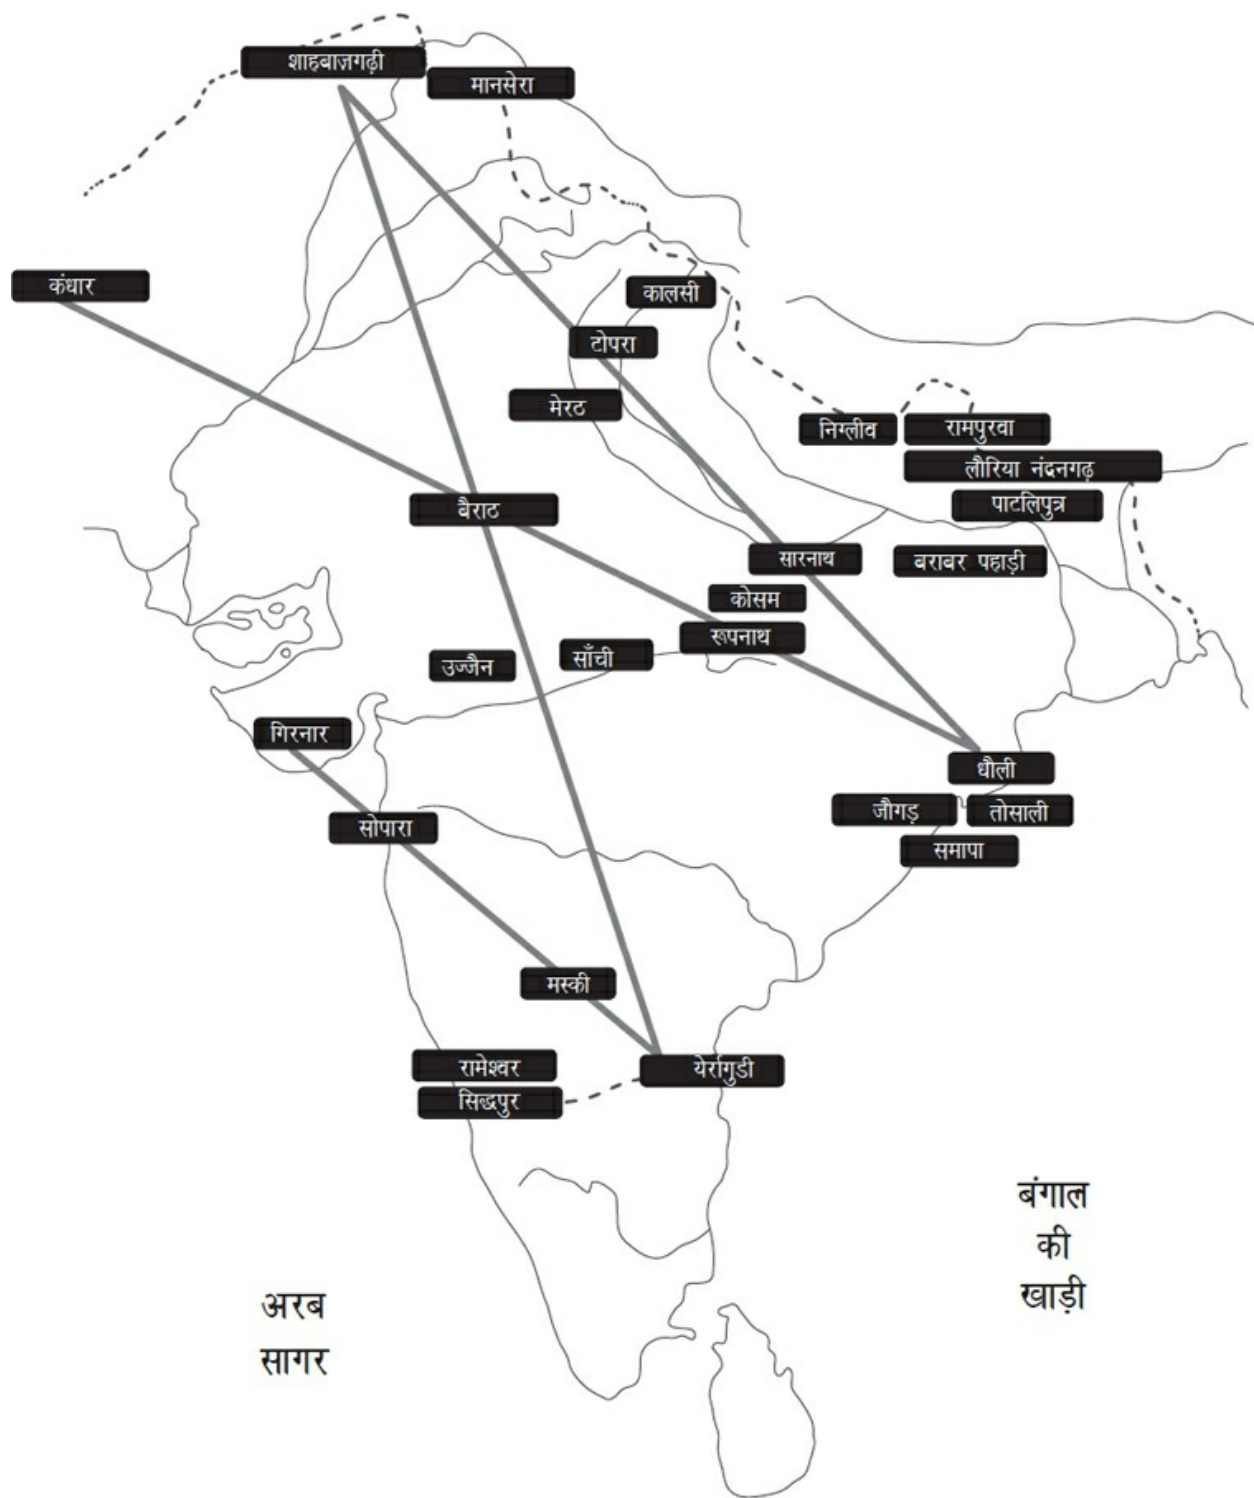 शाहबाज़गढ़ी
मानसेरा
कंधार
कालसी
टोपरा
मेरठ
निग्लीव
रामपुरवा
लौरिया नंदनगढ़
पाटलिपुत्र
बैराट
सारनाथ
बराबर पहाड़ी
कोसम
रूपनाथ
साँची
उज्जैन
गिरनार
धौली
जौगड़
तोसाली
सोपारा
समापा
मस्की
रामेश्वर
येर्रागुडी
सिद्धपुर
बंगाल
की
खाड़ी
अरब
सागर